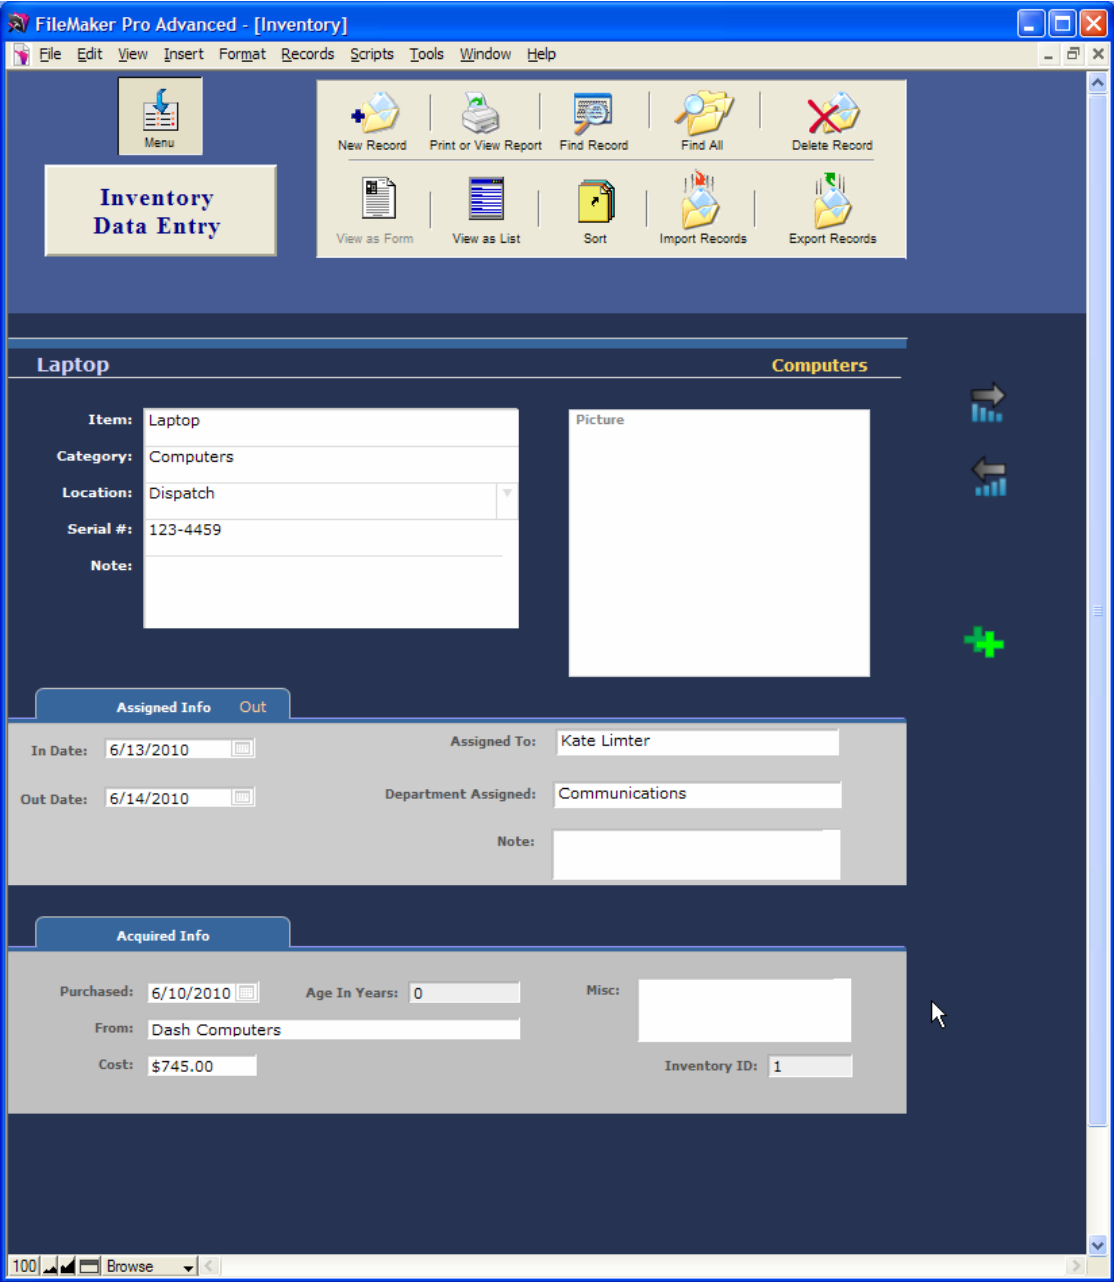 FileMaker Pro Advanced - [Inventory]
File Edit View Insert Format Records Scripts Tools Window Help
Menu
Inventory
Data Entry
New Record Print or View Report Find Record Find All Delete Record
View as Form View as List Sort Import Records Export Records
Laptop Computers
Item: Laptop
Category: Computers
Location: Dispatch
Serial #: 123-4459
Note:
Picture
Assigned Info Out
In Date: 6/13/2010 Assigned To: Kate Limter
Out Date: 6/14/2010 Department Assigned: Communications
Note:
Acquired Info
Purchased: 6/10/2010 Age In Years: 0 Misc:
From: Dash Computers
Cost: $745.00 Inventory ID: 1
100 Browse